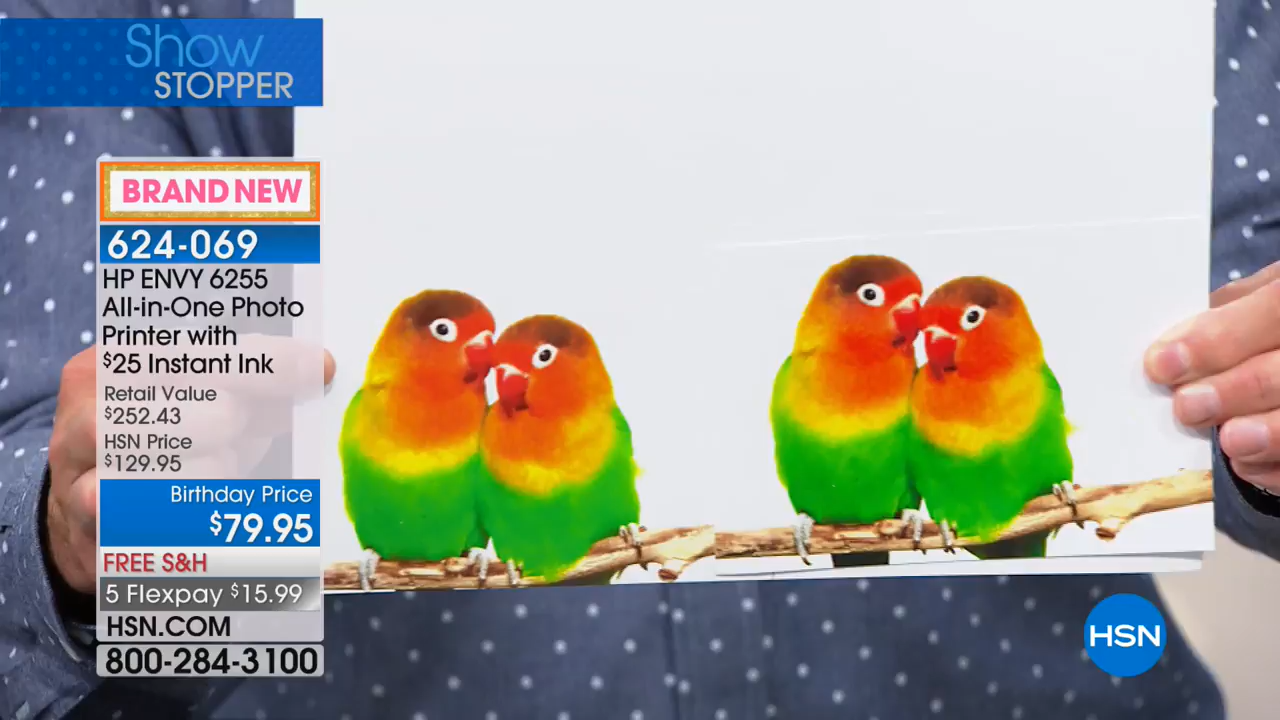 Show
STOPPER
BRAND NEW
624-069
HP ENVY 6255
All-in-One Photo
Printer with
$25 Instant Ink
Retail Value
$252.43
HSN Price
$129.95
Birthday Price
$79.95
FREE S&H
5 Flexpay $15.99
HSN.COM
800-284-3100
HSN